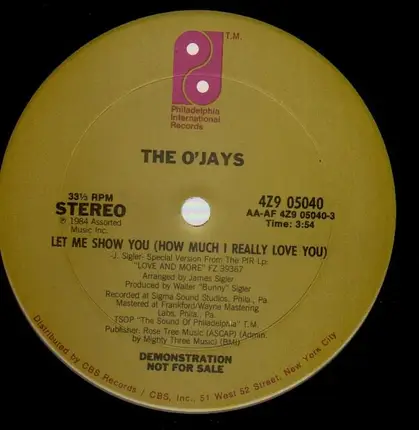 T.M.
Philadelphia
International
Records
THE O'JAYS
33⅓ RPM
STEREO
℗ 1984 Assorted
Music Inc.
4Z9 05040
AA-AF 4Z9 05040-3
Time: 3:54
LET ME SHOW YOU (HOW MUCH I REALLY LOVE YOU)
-J. Sigler- Special Version From The PIR Lp:
"LOVE AND MORE" FZ 39367
Arranged by James Sigler
Produced by Walter "Bunny" Sigler
Recorded at Sigma Sound Studios, Phila., Pa.
Mastered at Frankford/Wayne Mastering
Labs, Phila., Pa.
TSOP "The Sound Of Philadelphia" T.M.
Publisher, Rose Tree Music (ASCAP) (Admin.
by Mighty Three Music) (BMI)
DEMONSTRATION
NOT FOR SALE
Distributed by CBS Records / CBS, Inc., 51 West 52 Street, New York City